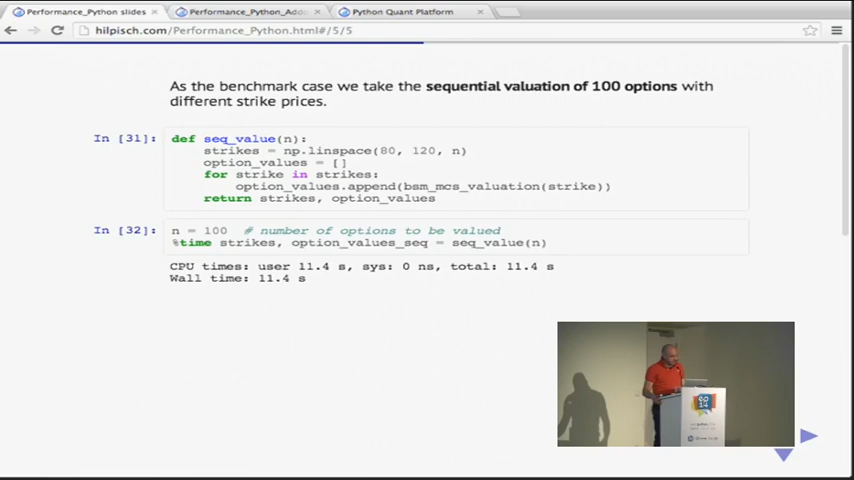 Performance_Python slides
Performance_Python_Adde
Python Quant Platform
hilpisch.com/Performance_Python.html#/5/5
As the benchmark case we take the sequential valuation of 100 options with
different strike prices.
In [31]:
def seq_value(n):
strikes = np.linspace(80, 120, n)
option_values = []
for strike in strikes:
option_values.append(bsm_mcs_valuation(strike))
return strikes, option_values
In [32]:
n = 100  # number of options to be valued
%time strikes, option_values_seq = seq_value(n)
CPU times: user 11.4 s, sys: 0 ns, total: 11.4 s
Wall time: 11.4 s